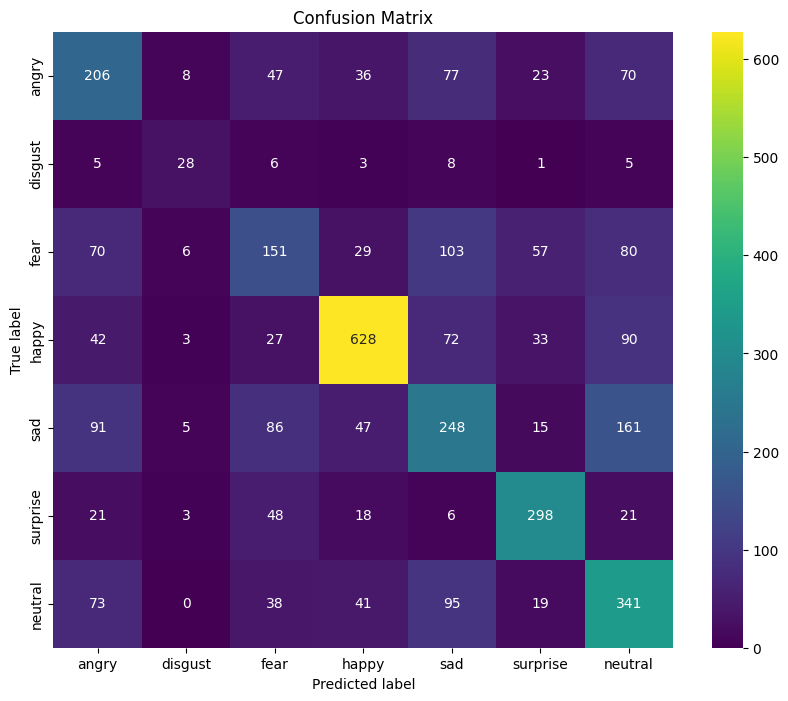 Confusion Matrix
angry 206 8 47 36 77 23 70
disgust 5 28 6 3 8 1 5
fear 70 6 151 29 103 57 80
happy 42 3 27 628 72 33 90
sad 91 5 86 47 248 15 161
surprise 21 3 48 18 6 298 21
neutral 73 0 38 41 95 19 341
angry disgust fear happy sad surprise neutral
Predicted label
True label
600
500
400
300
200
100
0